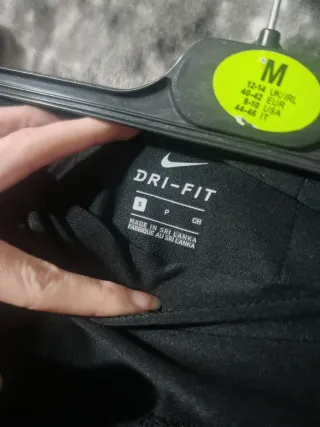 M
12-14 UK/IRL
40-42 EUR
8-10 USA
44-46 IT
DRI-FIT
S P CH
MADE IN SRI LANKA
FABRIQUÉ AU SRI LANKA